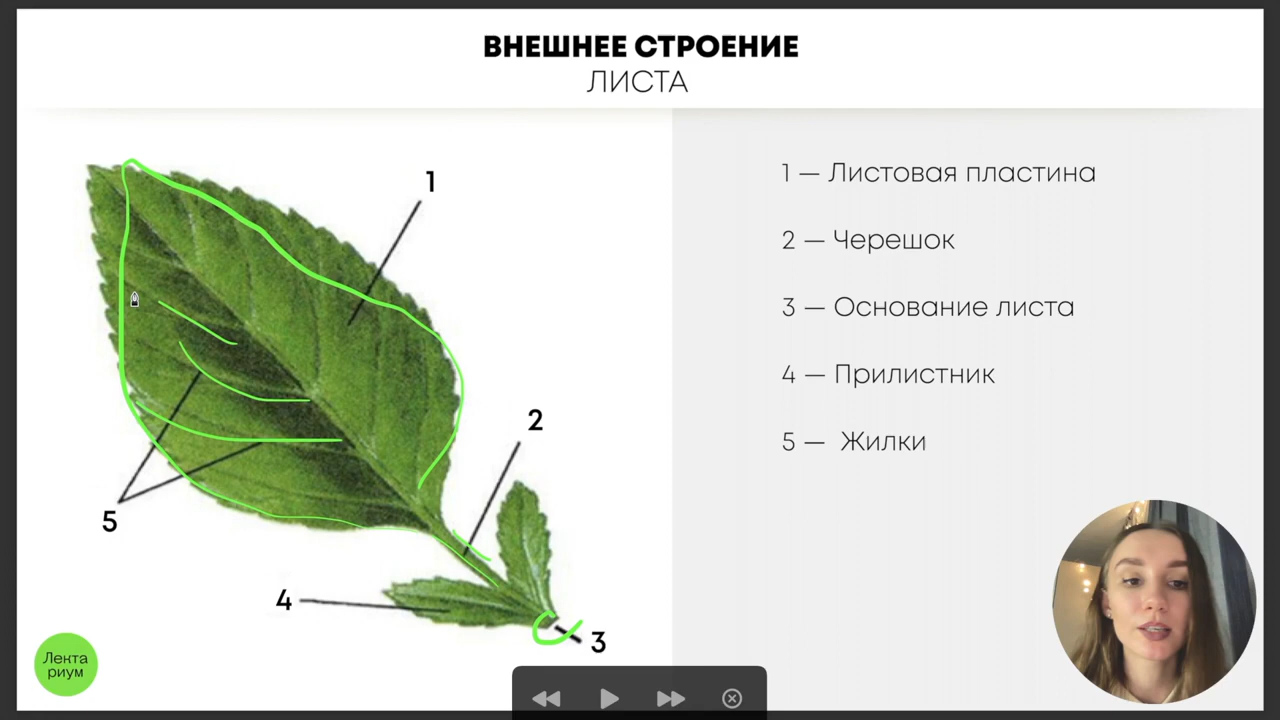 ВНЕШНЕЕ СТРОЕНИЕ
ЛИСТА
1
2
3
4
5
1 — Листовая пластина
2 — Черешок
3 — Основание листа
4 — Прилистник
5 — Жилки
Лекта
риум